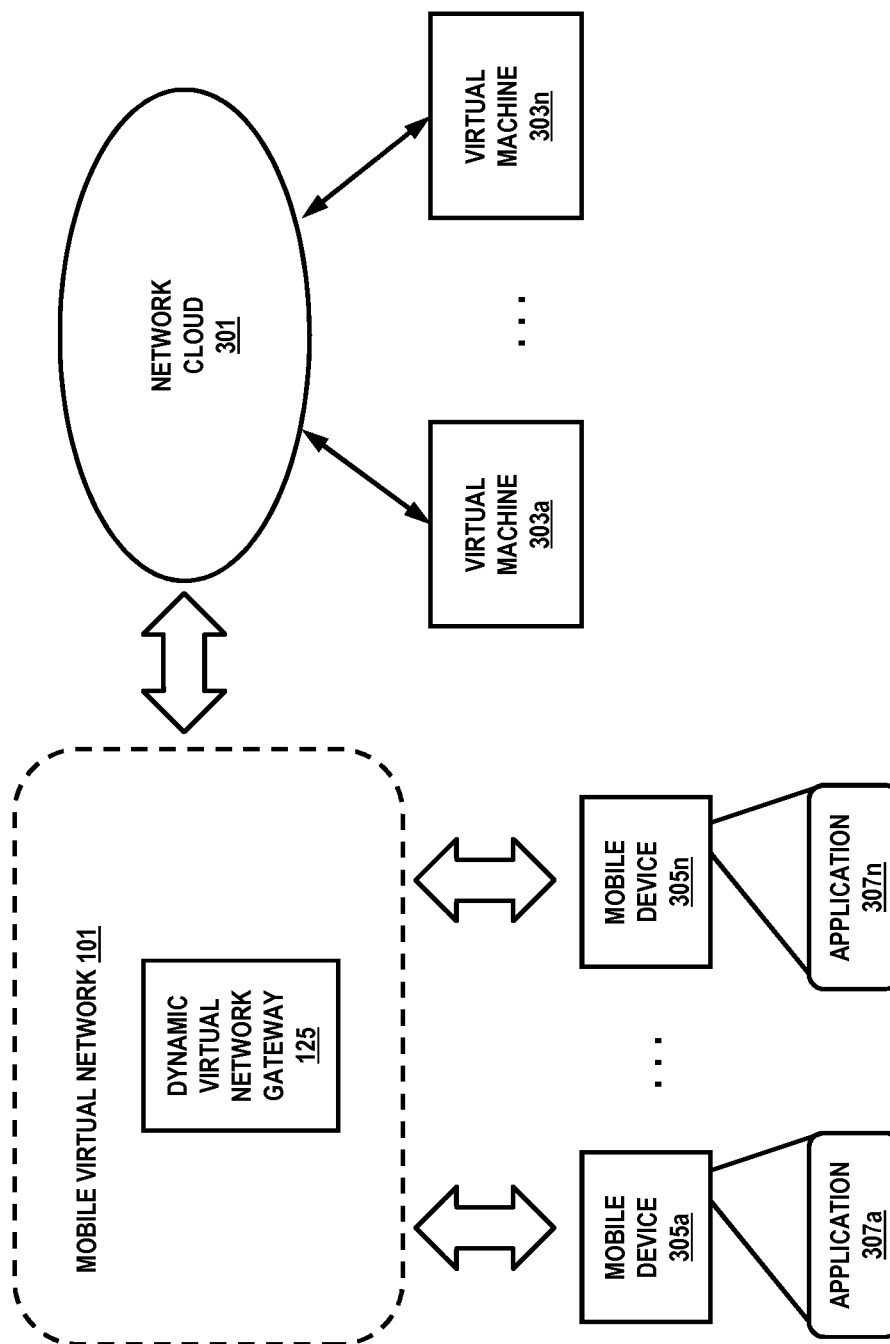 MOBILE VIRTUAL NETWORK 101
DYNAMIC
VIRTUAL
NETWORK
GATEWAY
125
NETWORK
CLOUD
301
MOBILE
DEVICE
305a
. . .
MOBILE
DEVICE
305n
VIRTUAL
MACHINE
303a
. . .
VIRTUAL
MACHINE
303n
APPLICATION
307a
APPLICATION
307n